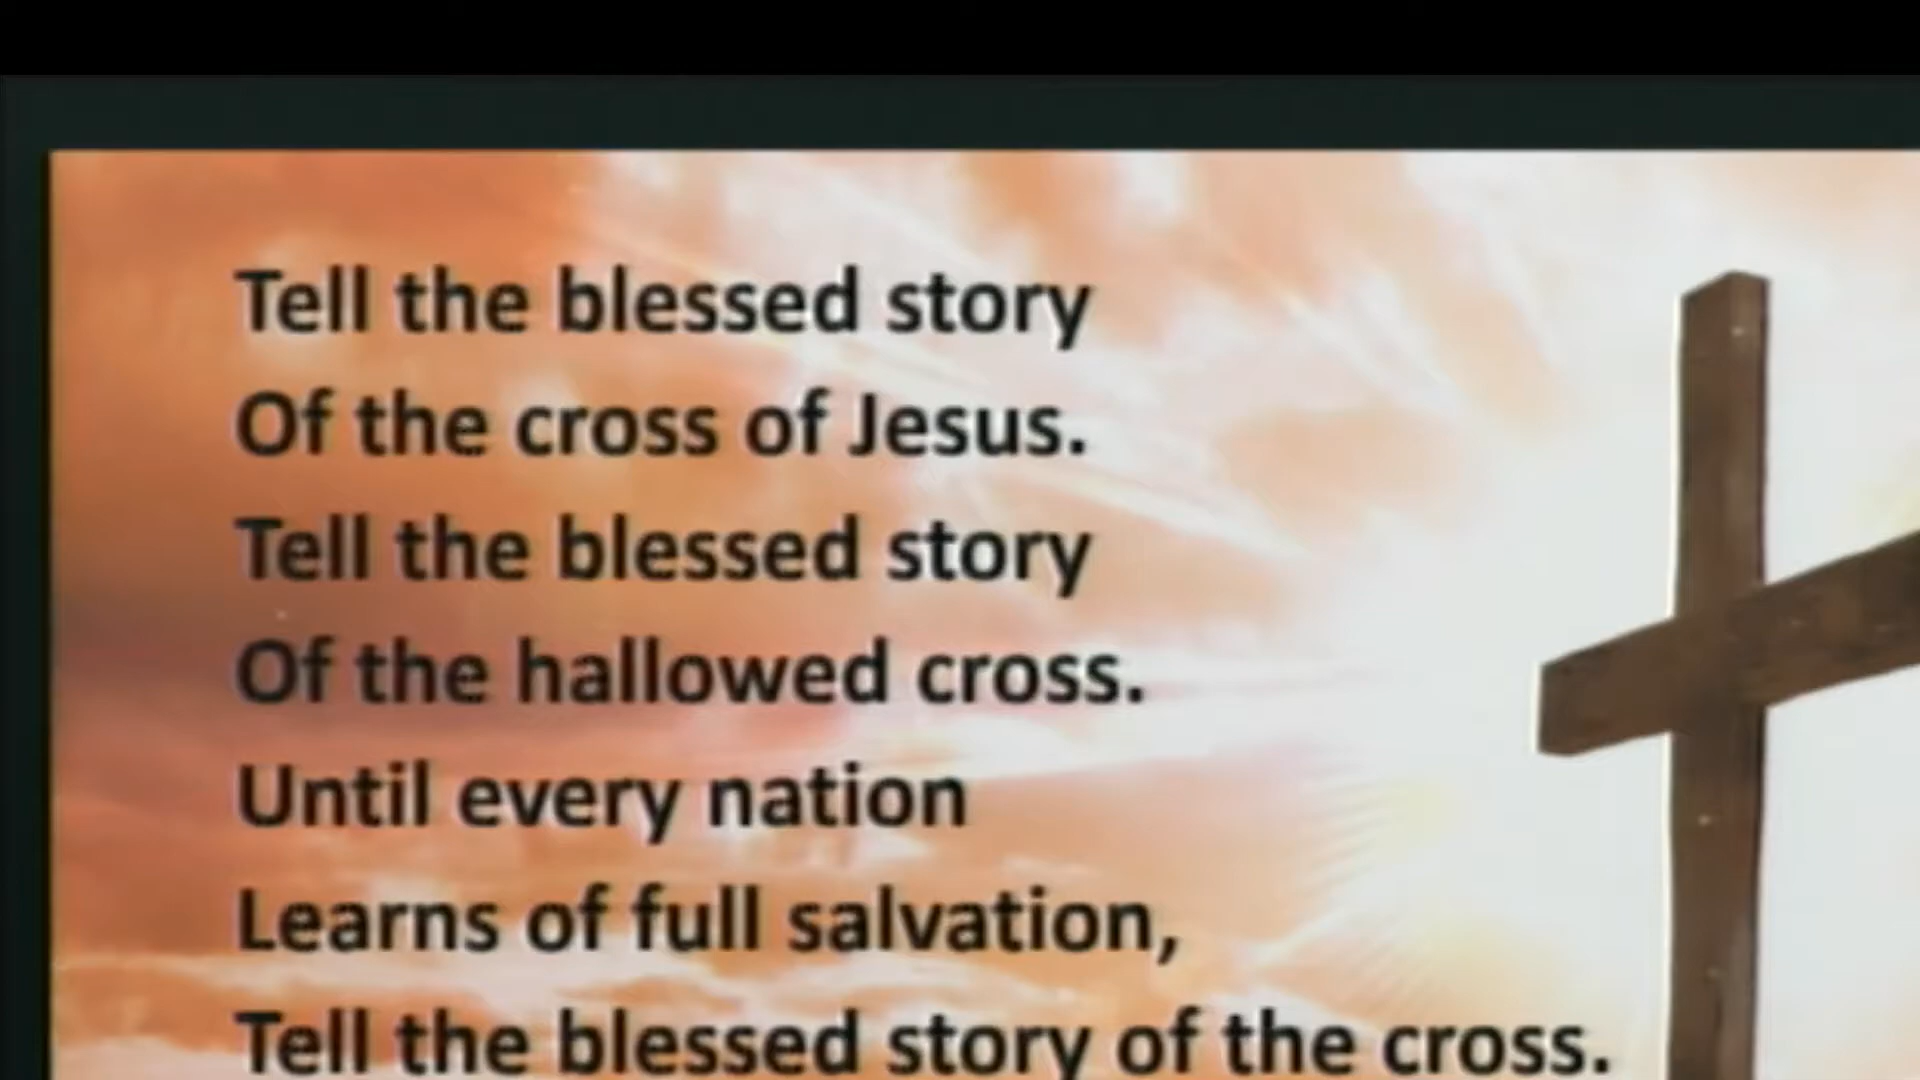 Tell the blessed story
Of the cross of Jesus.
Tell the blessed story
Of the hallowed cross.
Until every nation
Learns of full salvation,
Tell the blessed story of the cross.